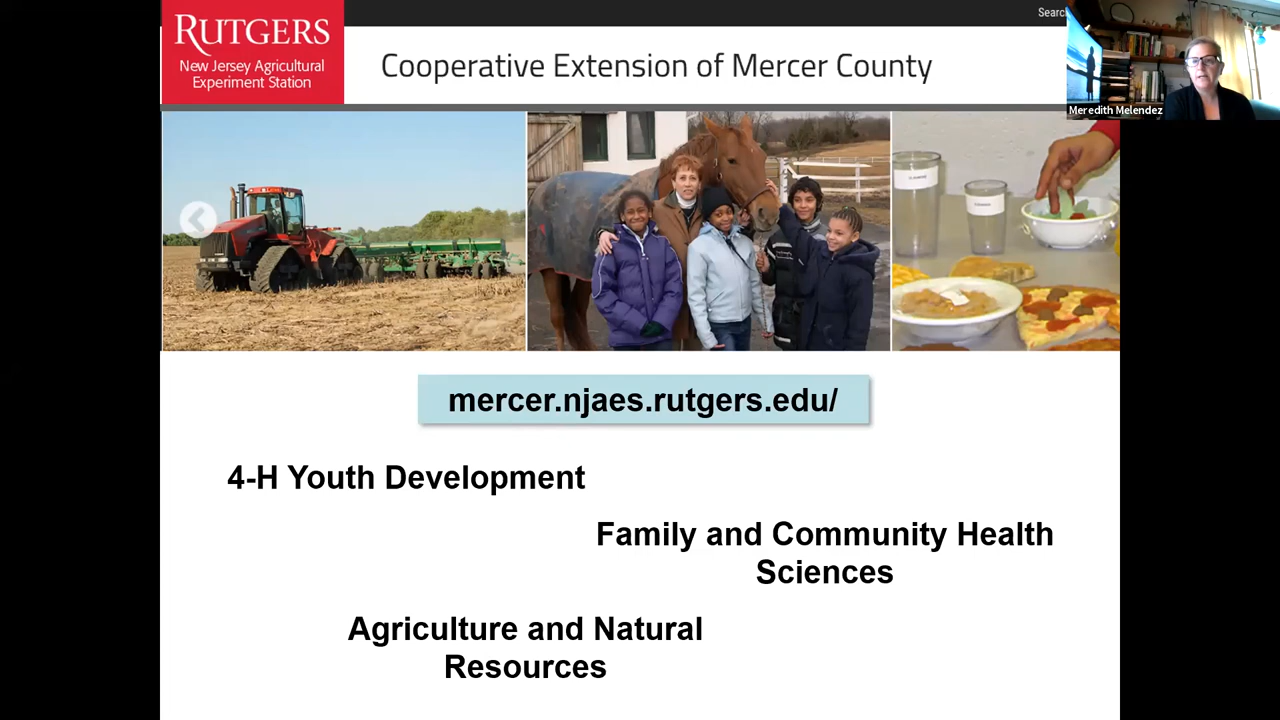 RUTGERS
New Jersey Agricultural
Experiment Station
Cooperative Extension of Mercer County
Search
Meredith Melendez
mercer.njaes.rutgers.edu/
4-H Youth Development
Family and Community Health
Sciences
Agriculture and Natural
Resources